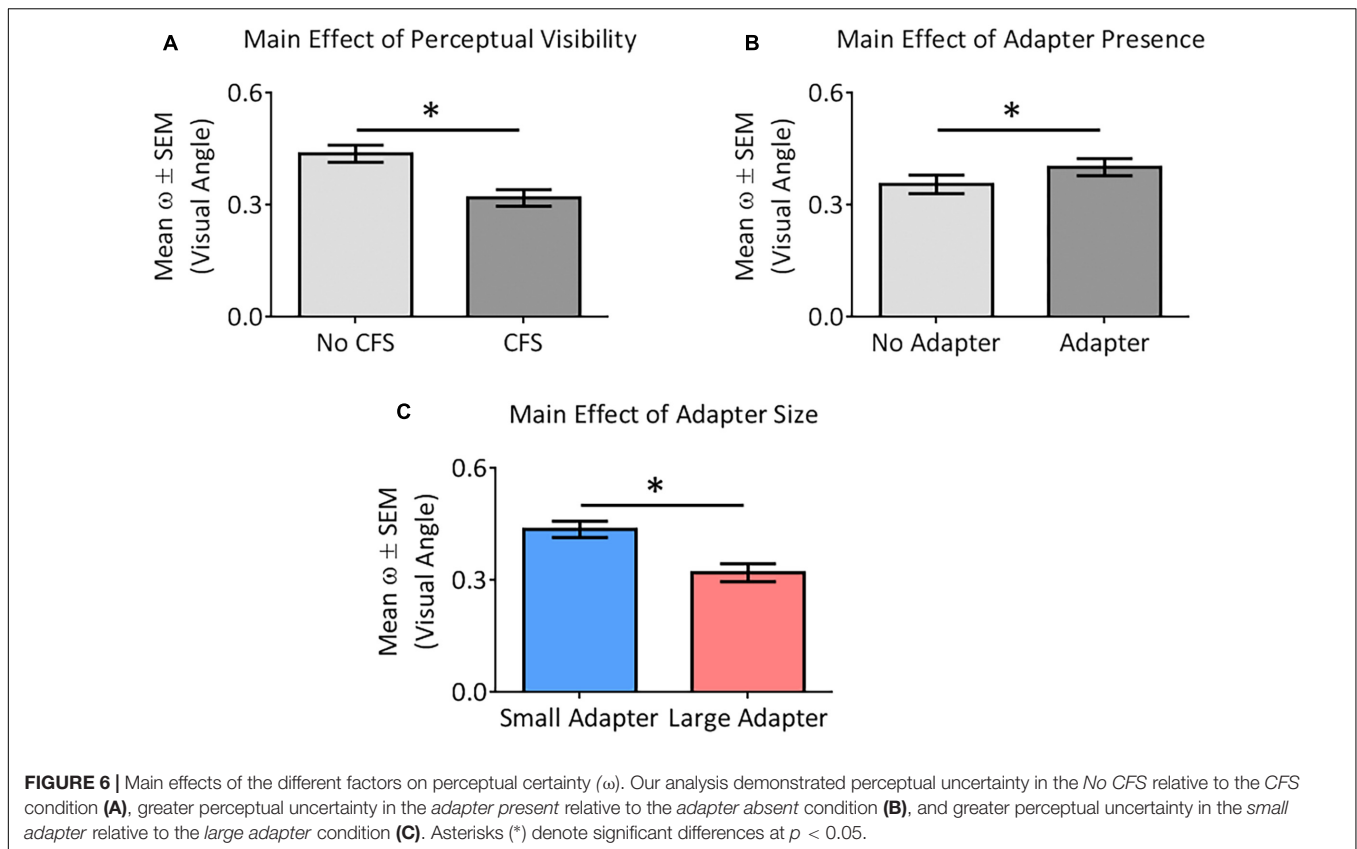 A
Main Effect of Perceptual Visibility
Mean ω ± SEM
(Visual Angle)
0.6
0.3
0.0
*
No CFS CFS
B
Main Effect of Adapter Presence
Mean ω ± SEM
(Visual Angle)
0.6
0.3
0.0
*
No Adapter Adapter
C
Main Effect of Adapter Size
Mean ω ± SEM
(Visual Angle)
0.6
0.3
0.0
*
Small Adapter Large Adapter
FIGURE 6 | Main effects of the different factors on perceptual certainty (ω). Our analysis demonstrated perceptual uncertainty in the No CFS relative to the CFS
condition (A), greater perceptual uncertainty in the adapter present relative to the adapter absent condition (B), and greater perceptual uncertainty in the small
adapter relative to the large adapter condition (C). Asterisks (*) denote significant differences at p < 0.05.